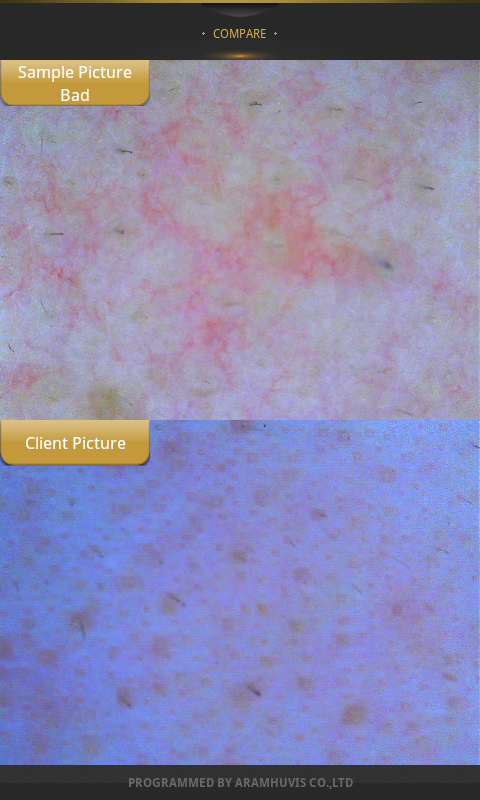 COMPARE
Sample Picture
Bad
Client Picture
PROGRAMMED BY ARAMHUVIS CO.,LTD